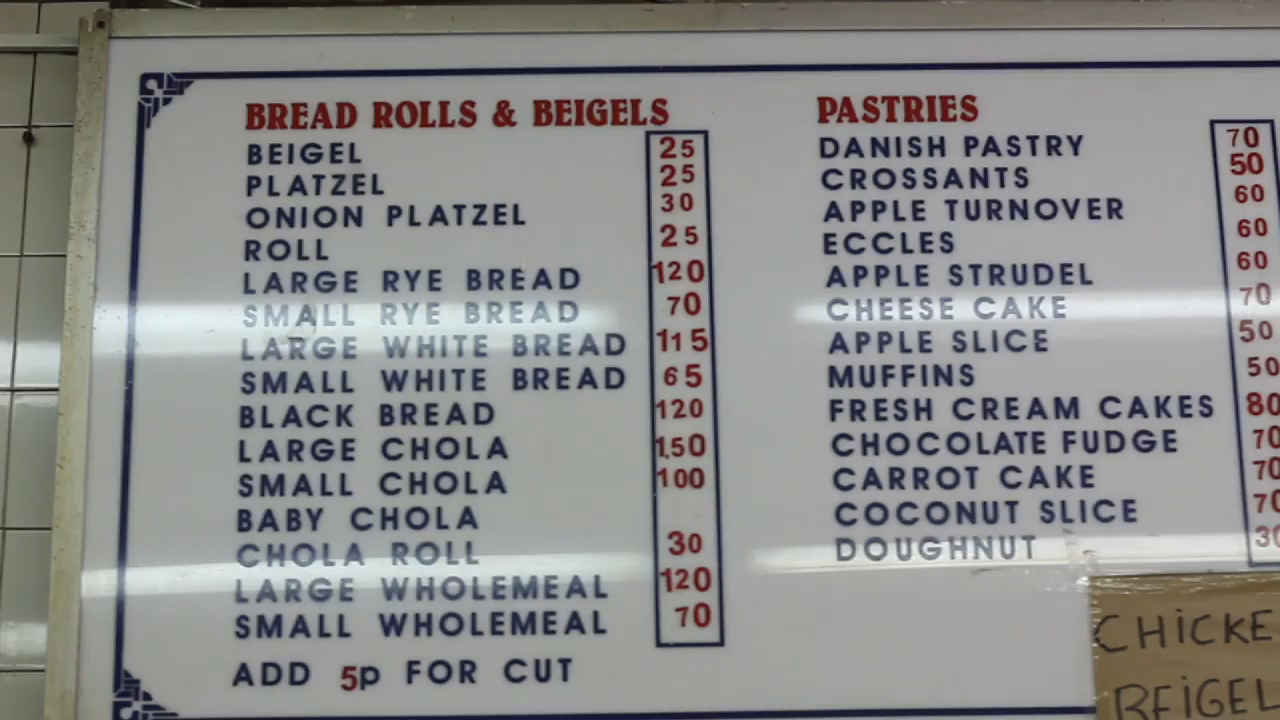 BREAD ROLLS & BEIGELS
BEIGEL 25
PLATZEL 25
ONION PLATZEL 30
ROLL 25
LARGE RYE BREAD 120
SMALL RYE BREAD 70
LARGE WHITE BREAD 115
SMALL WHITE BREAD 65
BLACK BREAD 120
LARGE CHOLA 1.50
SMALL CHOLA 100
BABY CHOLA
CHOLA ROLL 30
LARGE WHOLEMEAL 120
SMALL WHOLEMEAL 70
ADD 5p FOR CUT
PASTRIES
DANISH PASTRY 70
CROSSANTS 50
APPLE TURNOVER 60
ECCLES 60
APPLE STRUDEL 60
CHEESE CAKE 70
APPLE SLICE 50
MUFFINS 50
FRESH CREAM CAKES 80
CHOCOLATE FUDGE 70
CARROT CAKE 70
COCONUT SLICE 70
DOUGHNUT 30
CHICKE
BEIGEL